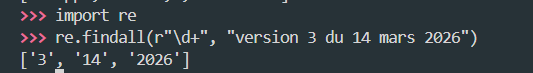 >>> import re
>>> re.findall(r"\d+", "version 3 du 14 mars 2026")
['3', '14', '2026']